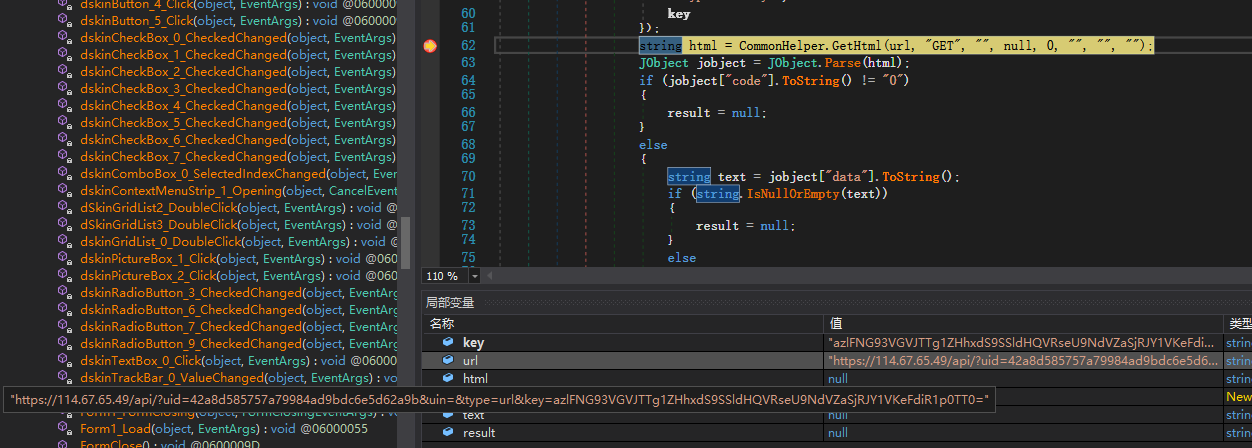 dskinButton_4_Click(object, EventArgs) : void @0600009
dskinButton_5_Click(object, EventArgs) : void @0600009
dskinCheckBox_0_CheckedChanged(object, EventArgs)
dskinCheckBox_1_CheckedChanged(object, EventArgs)
dskinCheckBox_2_CheckedChanged(object, EventArgs)
dskinCheckBox_3_CheckedChanged(object, EventArgs)
dskinCheckBox_4_CheckedChanged(object, EventArgs)
dskinCheckBox_5_CheckedChanged(object, EventArgs)
dskinCheckBox_6_CheckedChanged(object, EventArgs)
dskinCheckBox_7_CheckedChanged(object, EventArgs)
dskinComboBox_0_SelectedIndexChanged(object, Event
dskinContextMenuStrip_1_Opening(object, CancelEvent
dSkinGridList2_DoubleClick(object, EventArgs) : void @
dSkinGridList3_DoubleClick(object, EventArgs) : void @
dskinGridList_0_DoubleClick(object, EventArgs) : void @
dskinPictureBox_1_Click(object, EventArgs) : void @060
dskinPictureBox_2_Click(object, EventArgs) : void @060
dskinRadioButton_3_CheckedChanged(object, EventArg
dskinRadioButton_6_CheckedChanged(object, EventArg
dskinRadioButton_7_CheckedChanged(object, EventArg
dskinRadioButton_9_CheckedChanged(object, EventArg
dskinTextBox_0_Click(object, EventArgs) : void @06000
dskinTrackBar_0_ValueChanged(object, EventArgs) : voi
Form1_FormClosing(object, FormClosingEventArgs) : voi
Form1_Load(object, EventArgs) : void @06000055
FormClose() : void @0600009D
60 key
61 });
62 string html = CommonHelper.GetHtml(url, "GET", "", null, 0, "", "", "");
63 JObject jobject = JObject.Parse(html);
64 if (jobject["code"].ToString() != "0")
65 {
66 result = null;
67 }
68 else
69 {
70 string text = jobject["data"].ToString();
71 if (string.IsNullOrEmpty(text))
72 {
73 result = null;
74 }
75 else
110 %
局部变量
名称 值 类型
key "azlFNG93VGVJTTg1ZHhxdS9SSldHQVRseU9NdVZaSjRJY1VKeFdi... strin
url "https://114.67.65.49/api/?uid=42a8d585757a79984ad9bdc6e5d6... strin
html null strin
"https://114.67.65.49/api/?uid=42a8d585757a79984ad9bdc6e5d62a9b&uin=&type=url&key=azlFNG93VGVJTTg1ZHhxdS9SSldHQVRseU9NdVZaSjRJY1VKeFdiR1p0TT0=" New
text null strin
result null strin